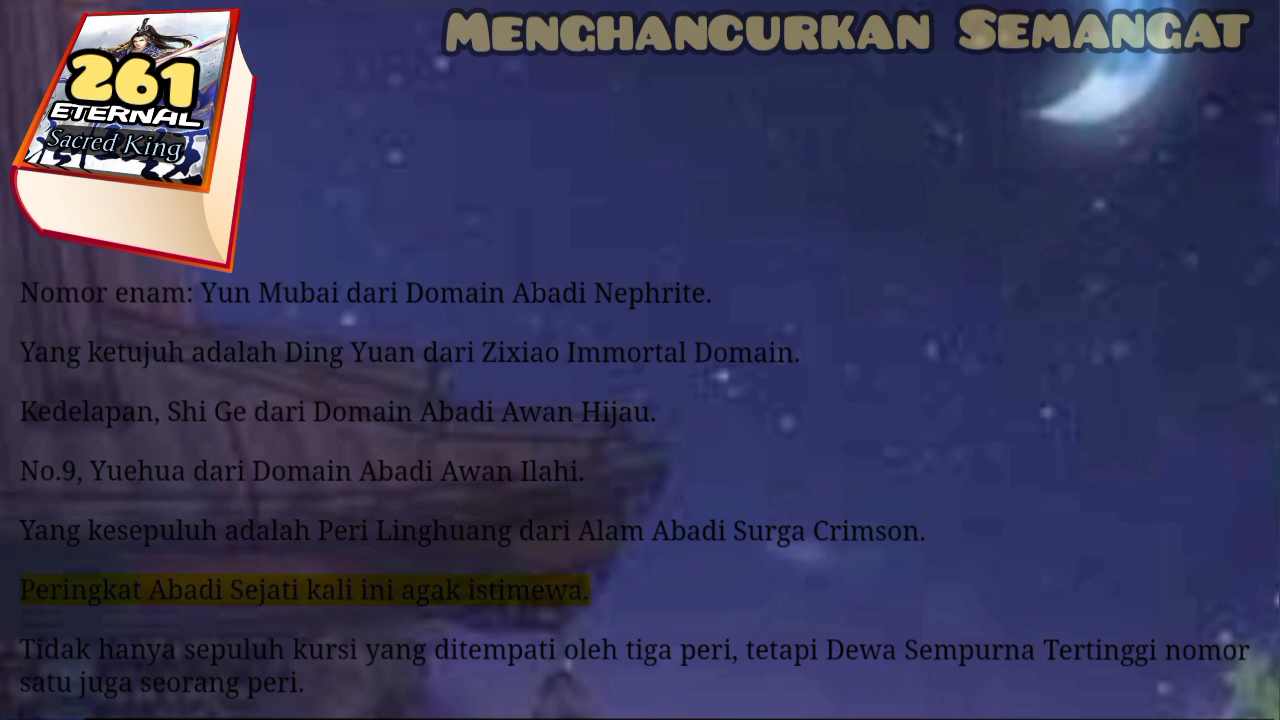 Menghancurkan Semangat
261
ETERNAL
Sacred King
Nomor enam: Yun Mubai dari Domain Abadi Nephrite.
Yang ketujuh adalah Ding Yuan dari Zixiao Immortal Domain.
Kedelapan, Shi Ge dari Domain Abadi Awan Hijau.
No.9, Yuehua dari Domain Abadi Awan Ilahi.
Yang kesepuluh adalah Peri Linghuang dari Alam Abadi Surga Crimson.
Peringkat Abadi Sejati kali ini agak istimewa.
Tidak hanya sepuluh kursi yang ditempati oleh tiga peri, tetapi Dewa Sempurna Tertinggi nomor
satu juga seorang peri.